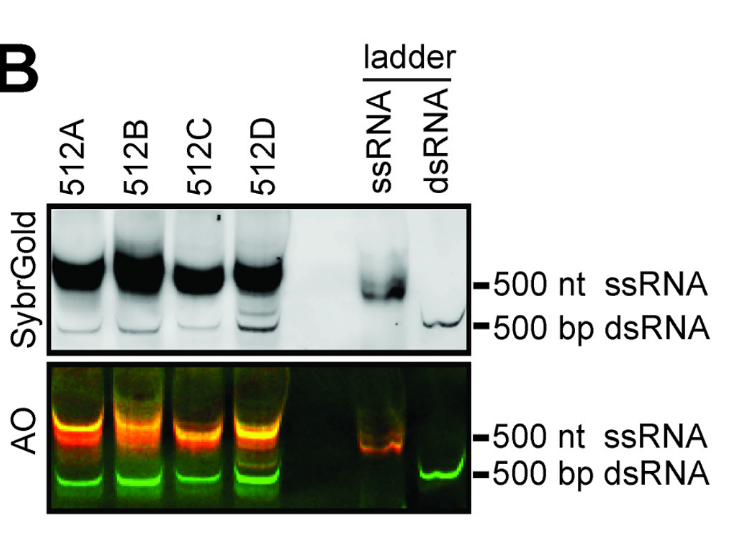 B
ladder
512A 512B 512C 512D ssRNA dsRNA
SybrGold
500 nt ssRNA
500 bp dsRNA
AO
500 nt ssRNA
500 bp dsRNA